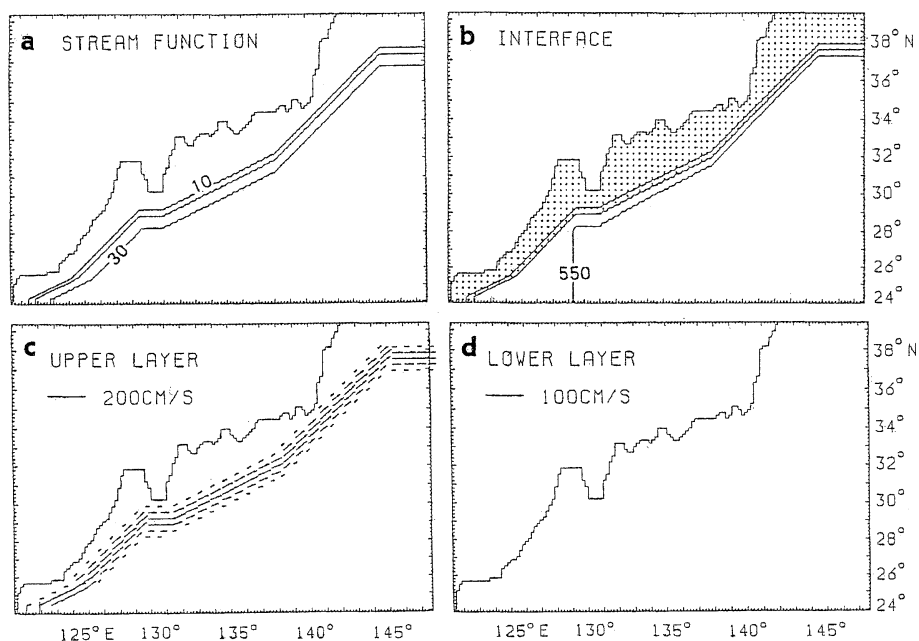 a STREAM FUNCTION
10
30
b INTERFACE
550
38° N
36°
34°
32°
30°
28°
26°
24°
c UPPER LAYER
200CM/S
d LOWER LAYER
100CM/S
38° N
36°
34°
32°
30°
28°
26°
24°
125°E 130° 135° 140° 145°
125°E 130° 135° 140° 145°